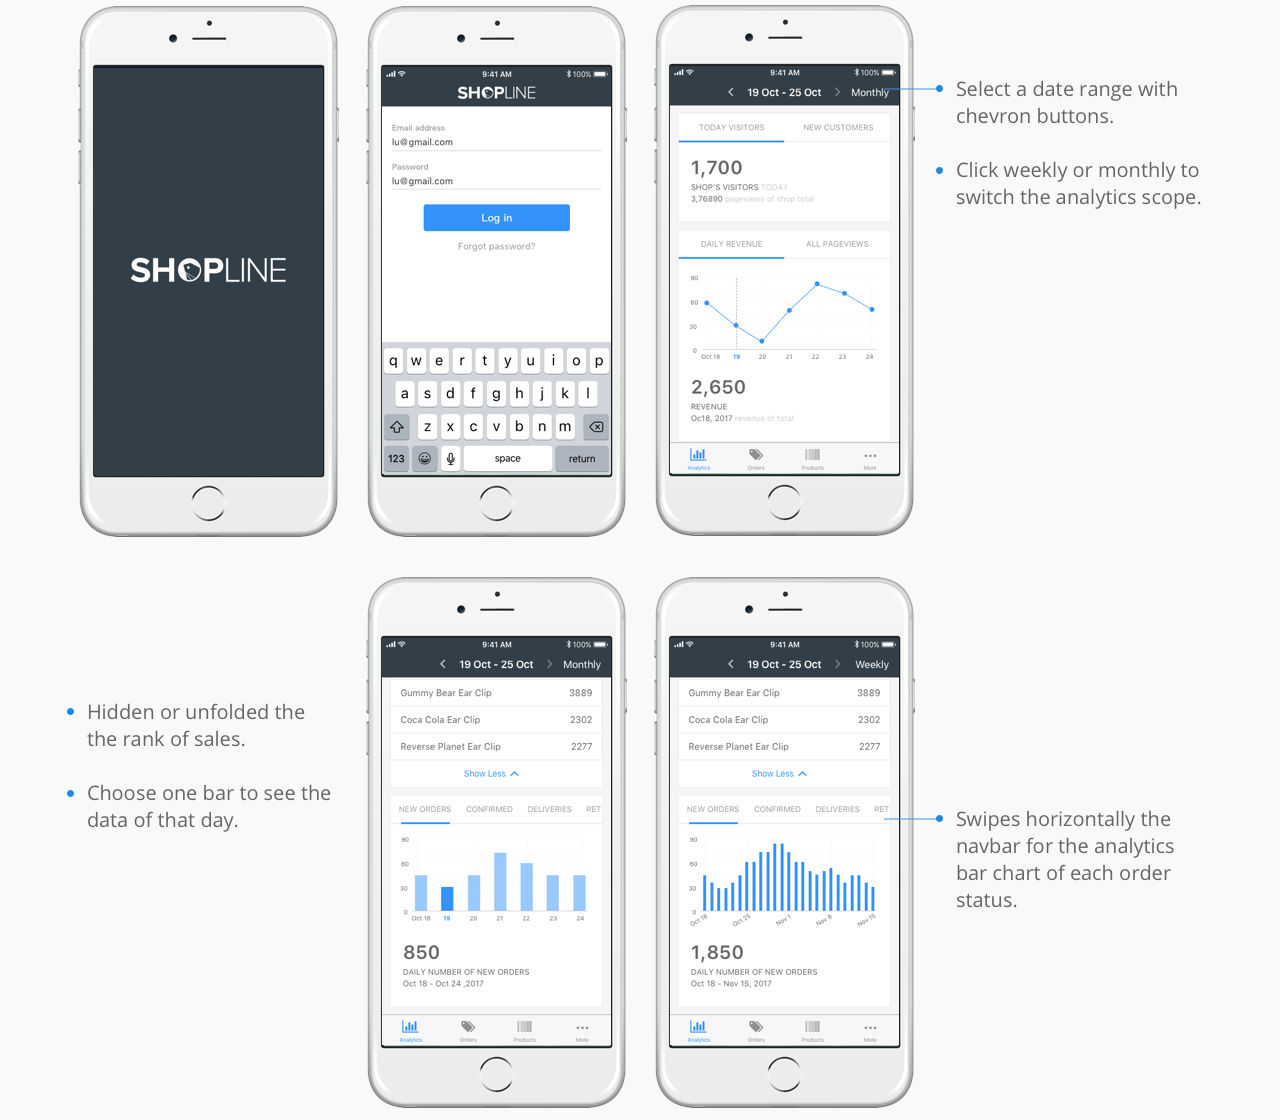 SHOPLINE
9:41 AM
100%
SHOPLINE
Email address
lu@gmail.com
Password
lu@gmail.com
Log in
Forgot password?
q w e r t y u i o p
a s d f g h j k l
z x c v b n m
123 space return
9:41 AM
100%
19 Oct - 25 Oct
Monthly
TODAY VISITORS
NEW CUSTOMERS
1,700
SHOP'S VISITORS TODAY
3,76890 pageviews of shop total
DAILY REVENUE
ALL PAGEVIEWS
90
60
30
0
Oct 18 19 20 21 22 23 24
2,650
REVENUE
Oc18, 2017 revenue of total
Analytics
Orders
Products
More
Select a date range with
chevron buttons.
Click weekly or monthly to
switch the analytics scope.
Hidden or unfolded the
the rank of sales.
Choose one bar to see the
data of that day.
9:41 AM
100%
19 Oct - 25 Oct
Monthly
Gummy Bear Ear Clip 3889
Coca Cola Ear Clip 2302
Reverse Planet Ear Clip 2277
Show Less
NEW ORDERS CONFIRMED DELIVERIES RET
90
60
30
0
Oct 18 19 20 21 22 23 24
850
DAILY NUMBER OF NEW ORDERS
Oct 18 - Oct 24 ,2017
Analytics
Orders
Products
More
9:41 AM
100%
19 Oct - 25 Oct
Weekly
Gummy Bear Ear Clip 3889
Coca Cola Ear Clip 2302
Reverse Planet Ear Clip 2277
Show Less
NEW ORDERS CONFIRMED DELIVERIES RET
90
60
30
0
Oct 18 Oct 25 Nov 1 Nov 8 Nov 15
1,850
DAILY NUMBER OF NEW ORDERS
Oct 18 - Nov 15, 2017
Analytics
Orders
Products
More
Swipes horizontally the
navbar for the analytics
bar chart of each order
status.